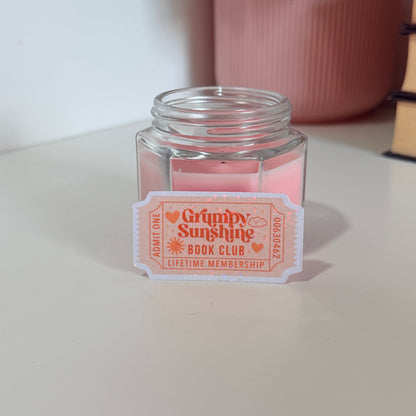 Grumpy
Sunshine
BOOK CLUB
LIFETIME MEMBERSHIP
ADMIT ONE
00630462